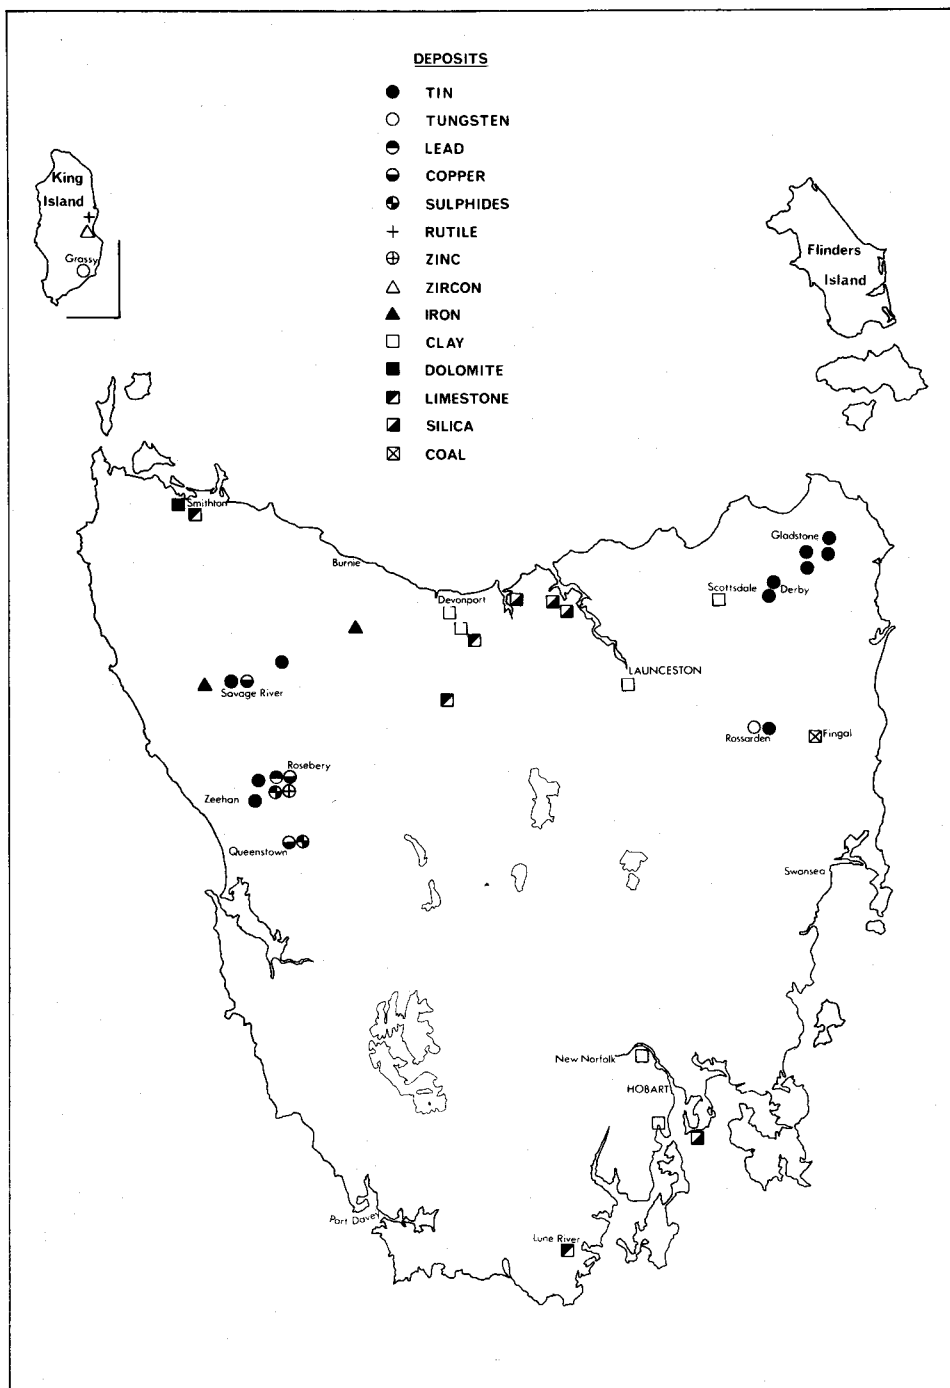 DEPOSITS
TIN
TUNGSTEN
LEAD
COPPER
SULPHIDES
RUTILE
ZINC
ZIRCON
IRON
CLAY
DOLOMITE
LIMESTONE
SILICA
COAL
King
Island
Grassy
Flinders
Island
Smithton
Burnie
Devonport
Gladstone
Scottsdale
Derby
LAUNCESTON
Savage River
Rossarden
Fingal
Rosebery
Zeehan
Queenstown
Swansea
New Norfolk
HOBART
Port Davey
Lune River